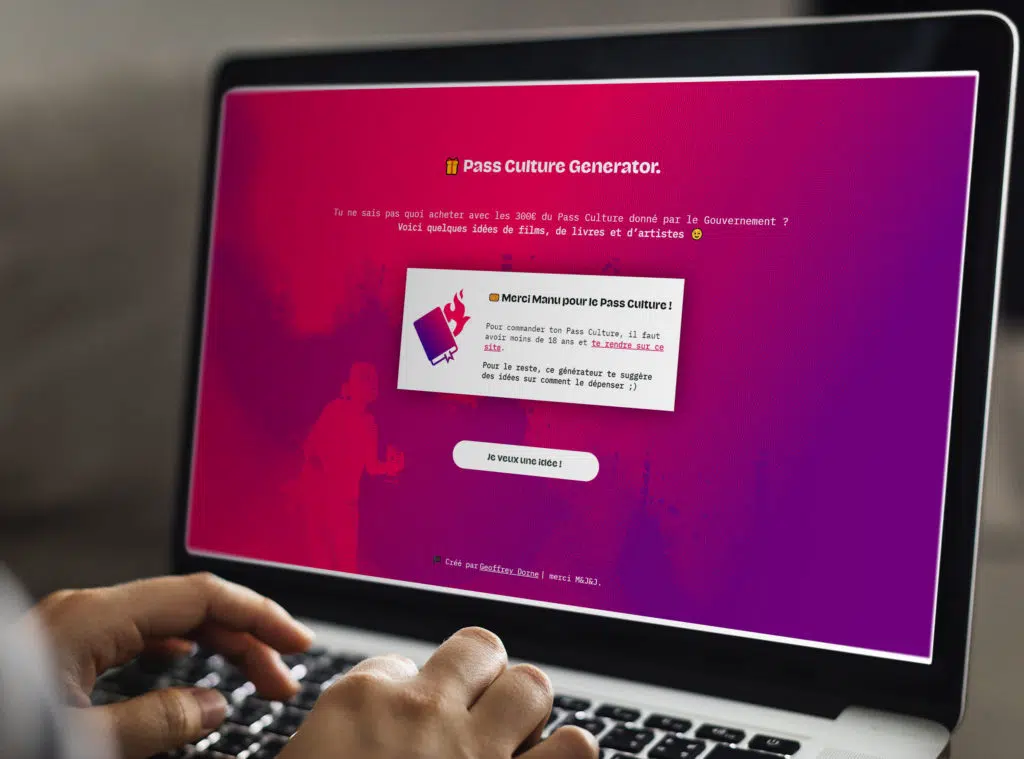 🎁 Pass Culture Generator.
Tu ne sais pas quoi acheter avec les 300€ du Pass Culture donné par le Gouvernement ?
Voici quelques idées de films, de livres et d’artistes 😉
🎟️ Merci Manu pour le Pass Culture !
Pour commander ton Pass Culture, il faut
avoir moins de 18 ans et te rendre sur ce
site.
Pour le reste, ce générateur te suggère
des idées sur comment le dépenser ;)
Je veux une idée !
Créé par Geoffrey Dorne | merci M&J&J.